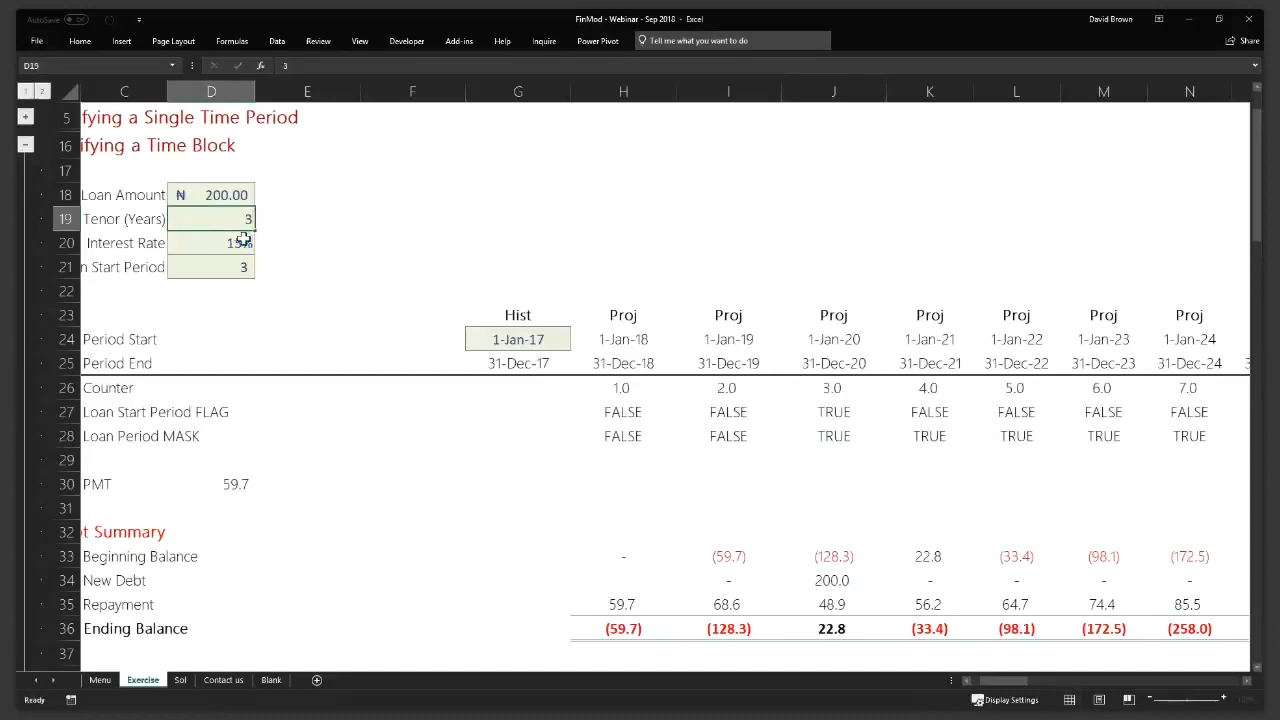 AutoSave Off FinMod - Webinar - Sep 2018 - Excel David Brown
File Home Insert Page Layout Formulas Data Review View Developer Add-ins Help Inquire Power Pivot Tell me what you want to do Share
D19 fx 3
1 2 C D E F G H I J K L M N
5 fying a Single Time Period
16 ifying a Time Block
17
18 Loan Amount ₦ 200.00
19 Tenor (Years) 3
20 Interest Rate 15%
21 n Start Period 3
22
23 Hist Proj Proj Proj Proj Proj Proj Proj
24 Period Start 1-Jan-17 1-Jan-18 1-Jan-19 1-Jan-20 1-Jan-21 1-Jan-22 1-Jan-23 1-Jan-24
25 Period End 31-Dec-17 31-Dec-18 31-Dec-19 31-Dec-20 31-Dec-21 31-Dec-22 31-Dec-23 31-Dec-24 3
26 Counter 1.0 2.0 3.0 4.0 5.0 6.0 7.0
27 Loan Start Period FLAG FALSE FALSE TRUE FALSE FALSE FALSE FALSE
28 Loan Period MASK FALSE FALSE TRUE TRUE TRUE TRUE TRUE
29
30 PMT 59.7
31
32 t Summary
33 Beginning Balance - (59.7) (128.3) 22.8 (33.4) (98.1) (172.5)
34 New Debt - 200.0 - - - -
35 Repayment 59.7 68.6 48.9 56.2 64.7 74.4 85.5
36 Ending Balance (59.7) (128.3) 22.8 (33.4) (98.1) (172.5) (258.0)
37
Menu Exercise Sol Contact us Blank
Ready Display Settings